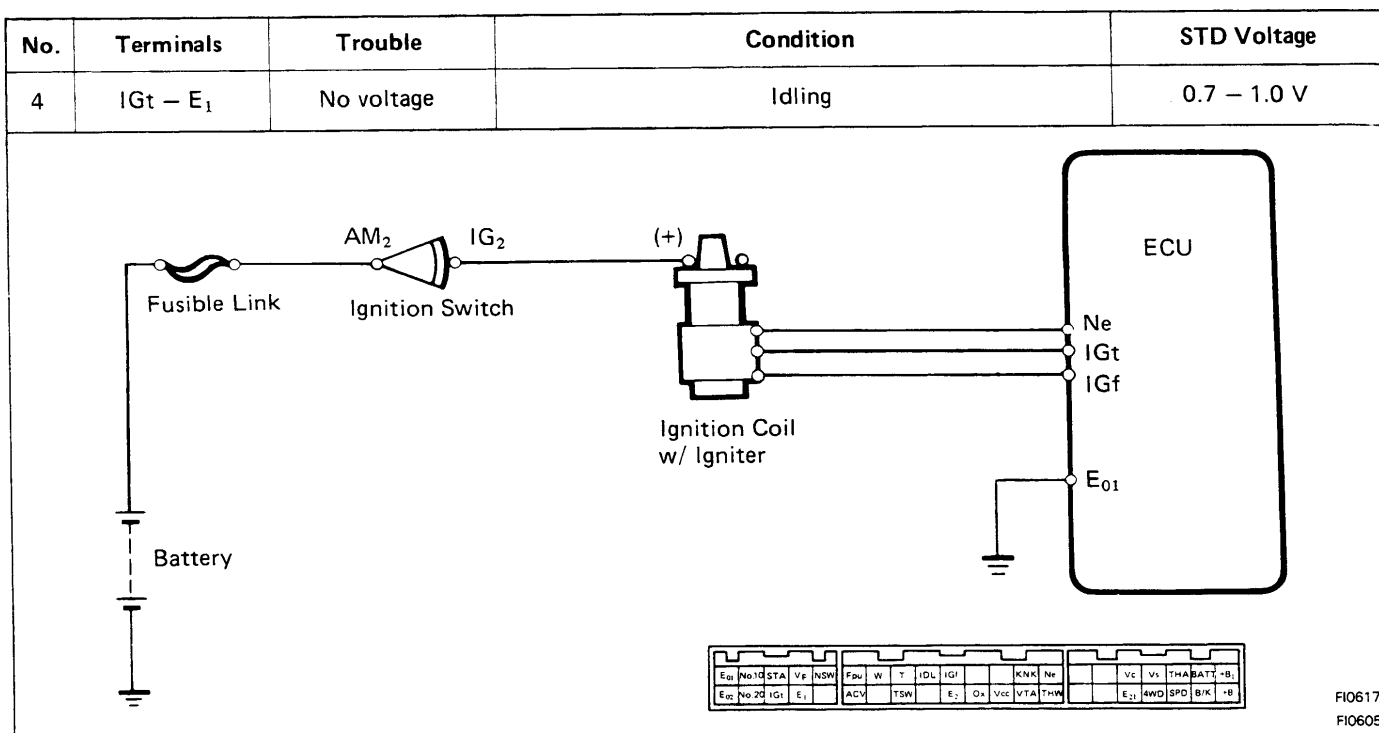 No. Terminals Trouble Condition STD Voltage
4 IGt – E₁ No voltage Idling 0.7 – 1.0 V
AM₂ IG₂ (+)
ECU
Fusible Link Ignition Switch
Ne
IGt
IGf
Ignition Coil
w/ Igniter
E₀₁
Battery
E₀₁ No.10 STA V_F NSW Fpu W T IDL IGf KNK Ne Vc Vs THA BATT +B₁
E₀₂ No.20 IGt E₁ ACV TSW E₂ Ox Vcc VTA THW E₂₁ 4WD SPD B/K +B
FI0617
FI0605